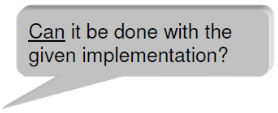 Can it be done with the
given implementation?